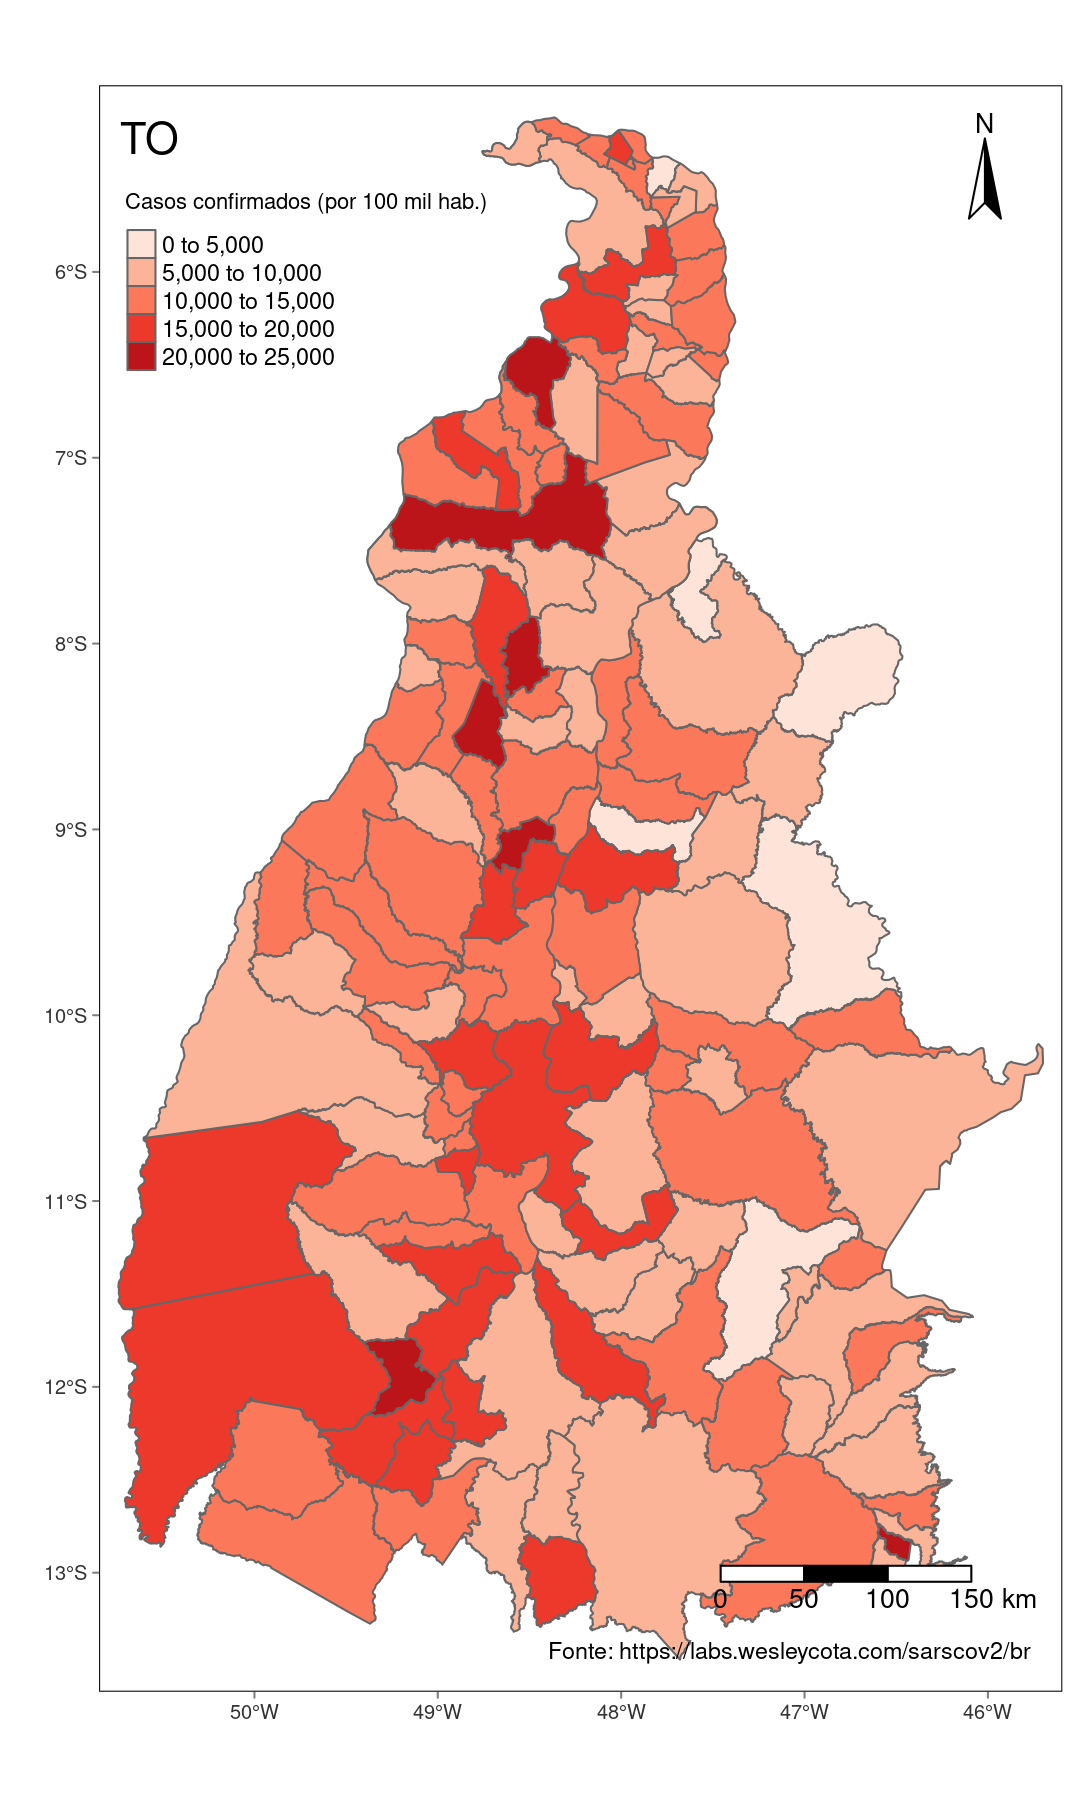 TO
N
Casos confirmados (por 100 mil hab.)
0 to 5,000
5,000 to 10,000
10,000 to 15,000
15,000 to 20,000
20,000 to 25,000
6°S
7°S
8°S
9°S
10°S
11°S
12°S
13°S
0 50 100 150 km
Fonte: https://labs.wesleycota.com/sarscov2/br
50°W 49°W 48°W 47°W 46°W